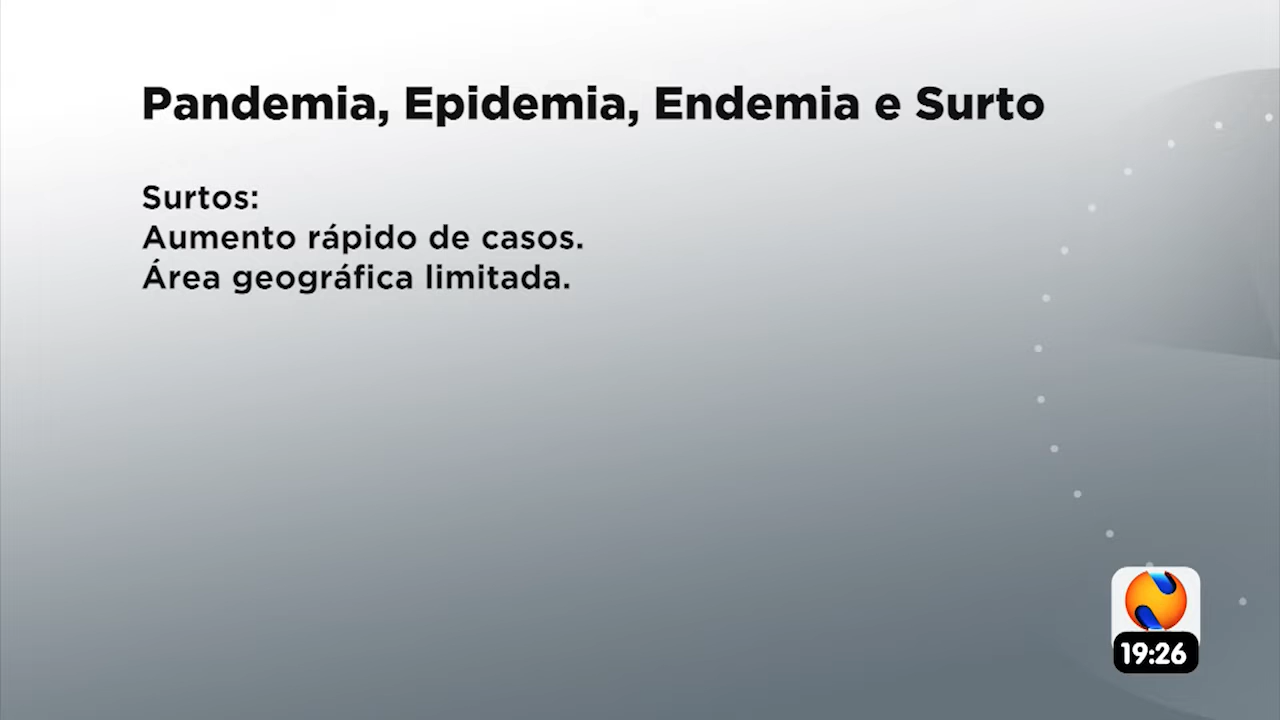 Pandemia, Epidemia, Endemia e Surto
Surtos:
Aumento rápido de casos.
Área geográfica limitada.
19:26